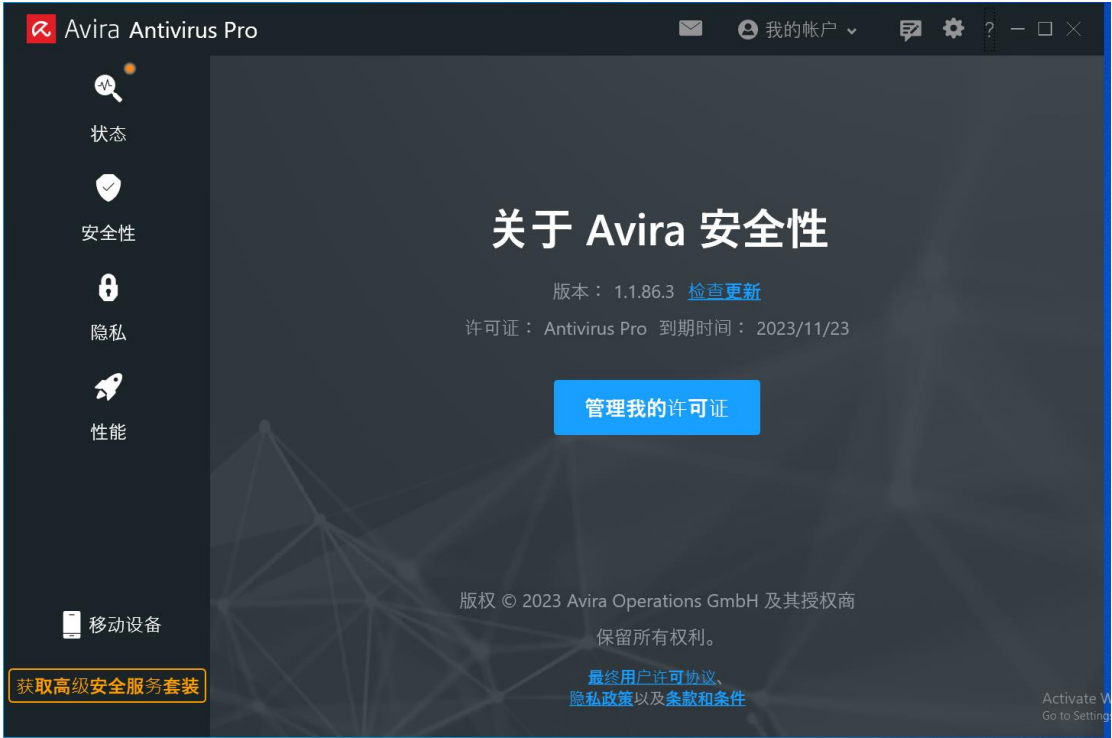 Avira Antivirus Pro
我的帐户
?
状态
安全性
隐私
性能
移动设备
获取高级安全服务套装
关于 Avira 安全性
版本： 1.1.86.3 检查更新
许可证： Antivirus Pro 到期时间： 2023/11/23
管理我的许可证
版权 © 2023 Avira Operations GmbH 及其授权商
保留所有权利。
最终用户许可协议、
隐私政策以及条款和条件
Activate W
Go to Settings